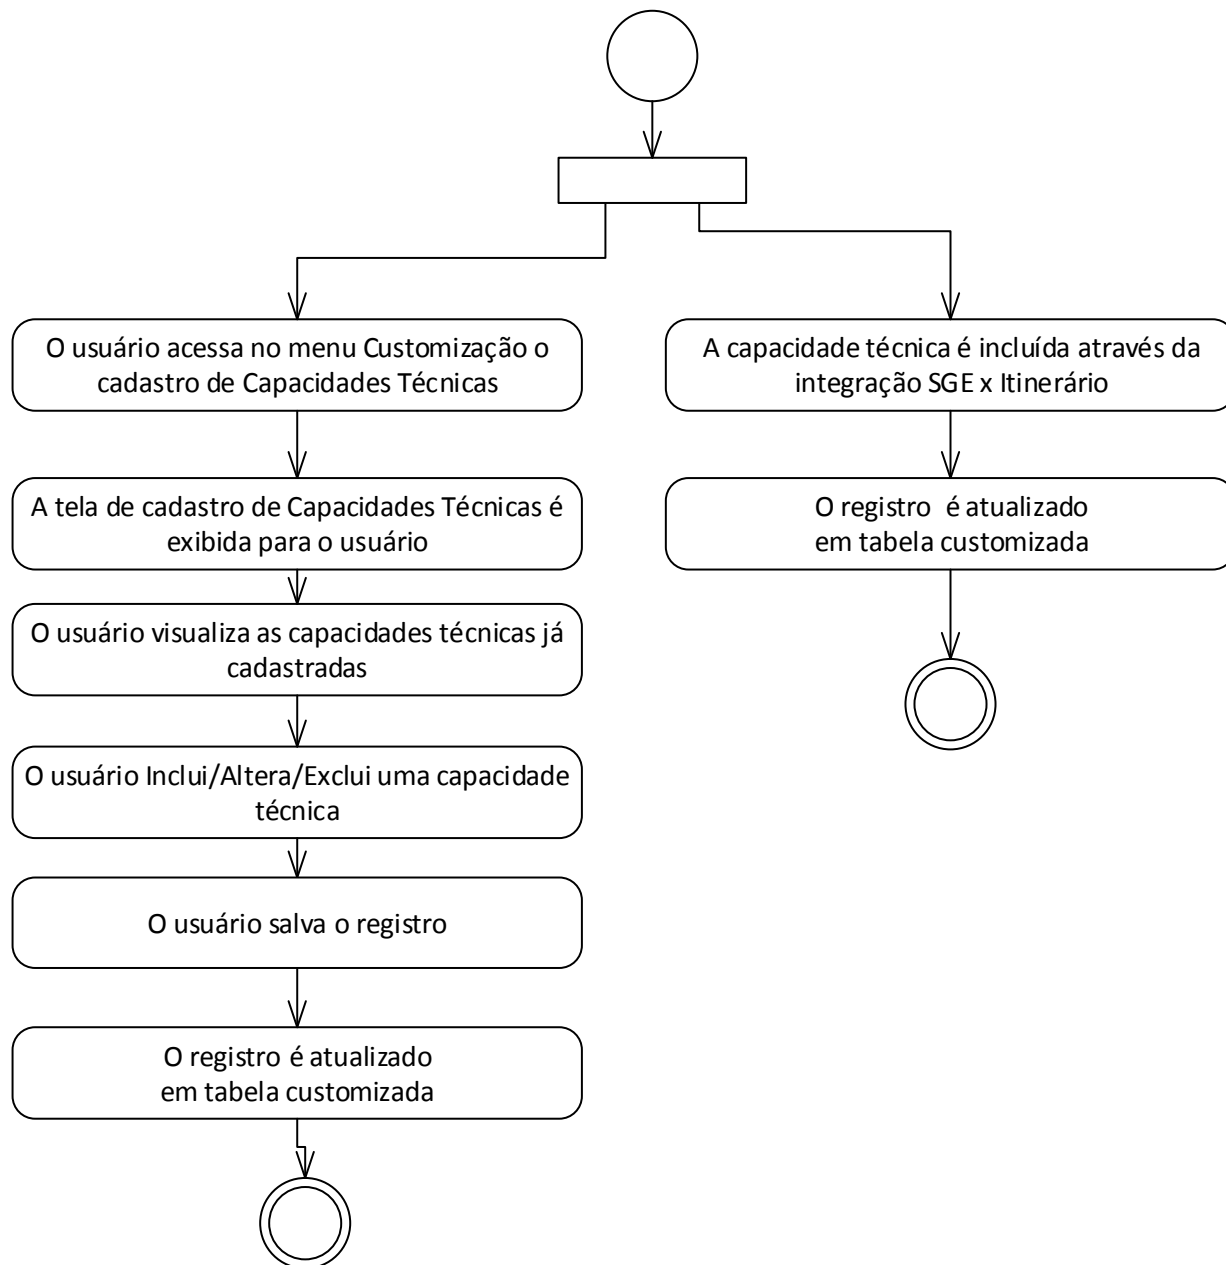 O usuário acessa no menu Customização o
cadastro de Capacidades Técnicas
A tela de cadastro de Capacidades Técnicas é
exibida para o usuário
O usuário visualiza as capacidades técnicas já
cadastradas
O usuário Inclui/Altera/Exclui uma capacidade
técnica
O usuário salva o registro
O registro é atualizado
em tabela customizada
A capacidade técnica é incluída através da
integração SGE x Itinerário
O registro  é atualizado
em tabela customizada